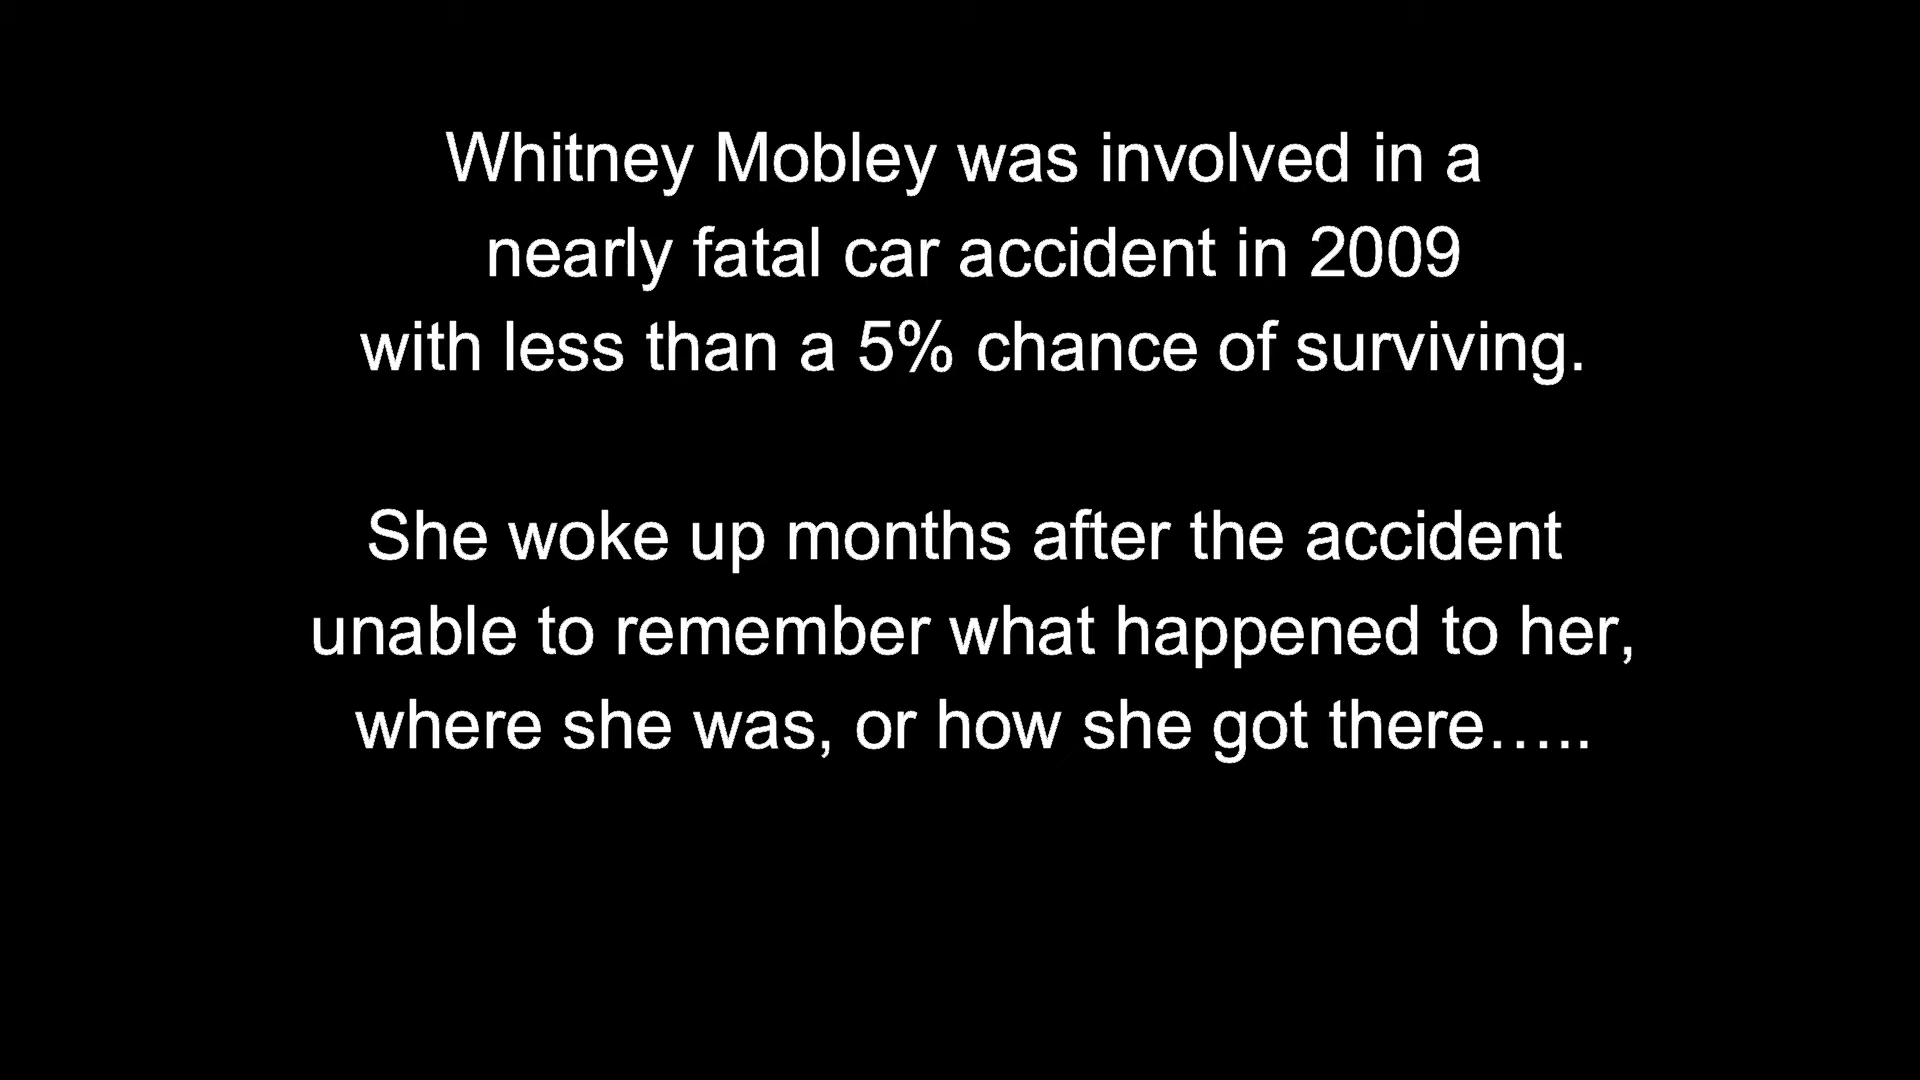 Whitney Mobley was involved in a
nearly fatal car accident in 2009
with less than a 5% chance of surviving.
She woke up months after the accident
unable to remember what happened to her,
where she was, or how she got there…..